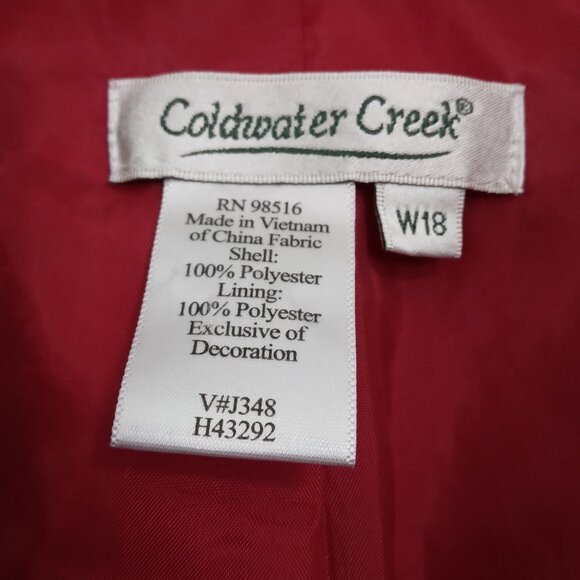 Coldwater Creek®
W18
RN 98516
Made in Vietnam
of China Fabric
Shell:
100% Polyester
Lining:
100% Polyester
Exclusive of
Decoration
V#J348
H43292